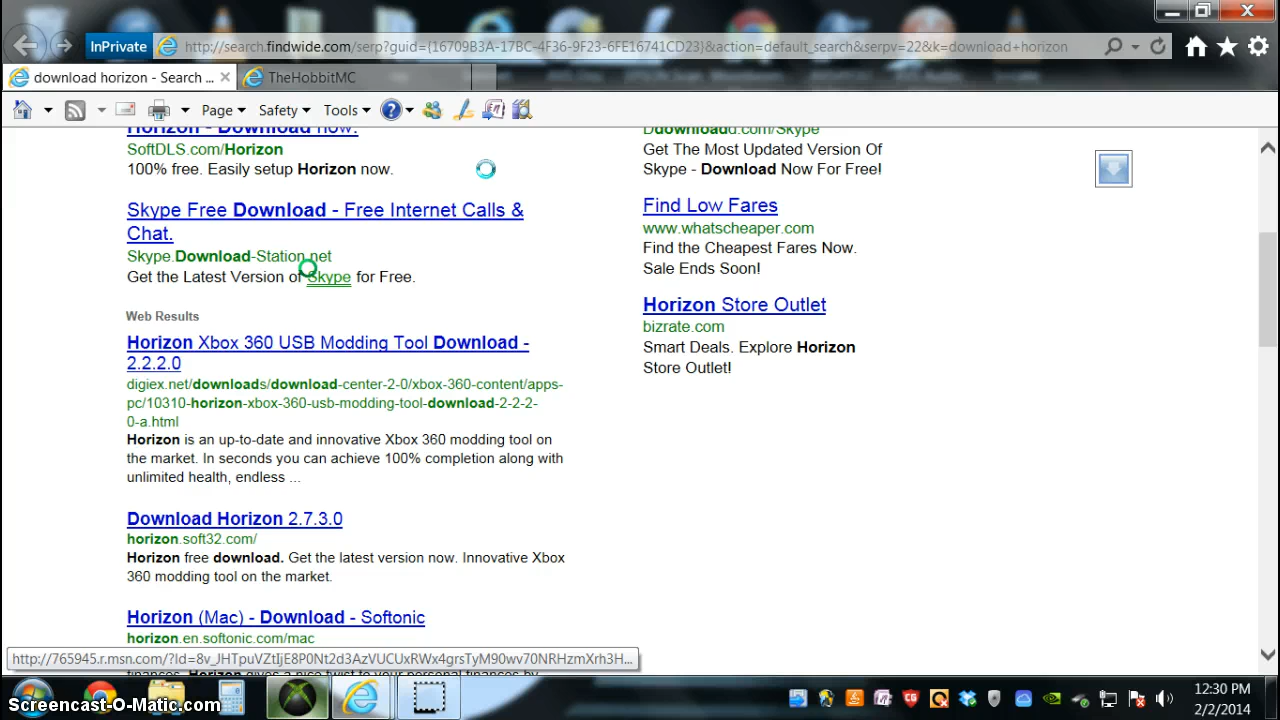 InPrivate
http://search.findwide.com/serp?guid={16709B3A-17BC-4F36-9F23-6FE16741CD23}&action=default_search&serpv=22&k=download+horizon
download horizon - Search ...
TheHobbitMC
Page
Safety
Tools
Horizon - Download now!
SoftDLS.com/Horizon
100% free. Easily setup Horizon now.
Skype Free Download - Free Internet Calls &
Chat.
Skype.Download-Station.net
Get the Latest Version of Skype for Free.
Web Results
Horizon Xbox 360 USB Modding Tool Download -
2.2.2.0
digiex.net/downloads/download-center-2-0/xbox-360-content/apps-
pc/10310-horizon-xbox-360-usb-modding-tool-download-2-2-2-
0-a.html
Horizon is an up-to-date and innovative Xbox 360 modding tool on
the market. In seconds you can achieve 100% completion along with
unlimited health, endless ...
Download Horizon 2.7.3.0
horizon.soft32.com/
Horizon free download. Get the latest version now. Innovative Xbox
360 modding tool on the market.
Horizon (Mac) - Download - Softonic
horizon.en.softonic.com/mac
Ddownloadd.com/Skype
Get The Most Updated Version Of
Skype - Download Now For Free!
Find Low Fares
www.whatscheaper.com
Find the Cheapest Fares Now.
Sale Ends Soon!
Horizon Store Outlet
bizrate.com
Smart Deals. Explore Horizon
Store Outlet!
http://765945.r.msn.com/?ld=8v_JHTpuVZtIjE8P0Nt2d3AzVUCUxRWx4grsTyM90wv70NRHzmXrh3H...
Screencast-O-Matic.com
12:30 PM
2/2/2014